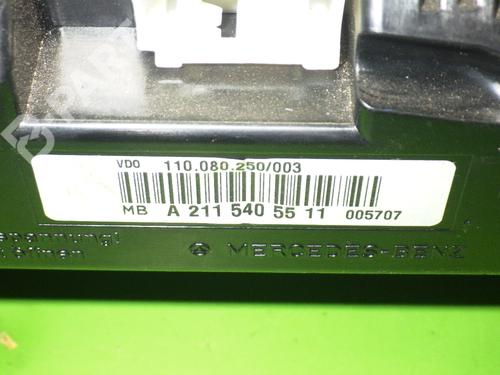 VDO 110.080.250/003
MB A 211 540 55 11 005707
MERCEDES-BENZ